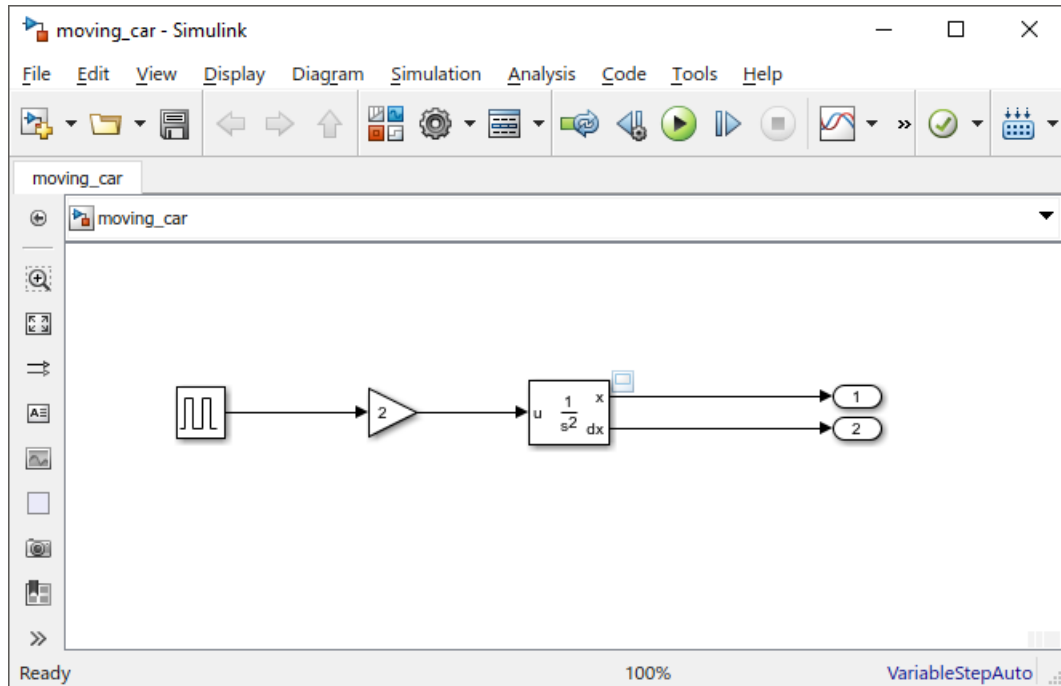 moving_car - Simulink
File Edit View Display Diagram Simulation Analysis Code Tools Help
»
moving_car
moving_car
A
2
u 1 s2 x dx
1
2
»
Ready 100% VariableStepAuto